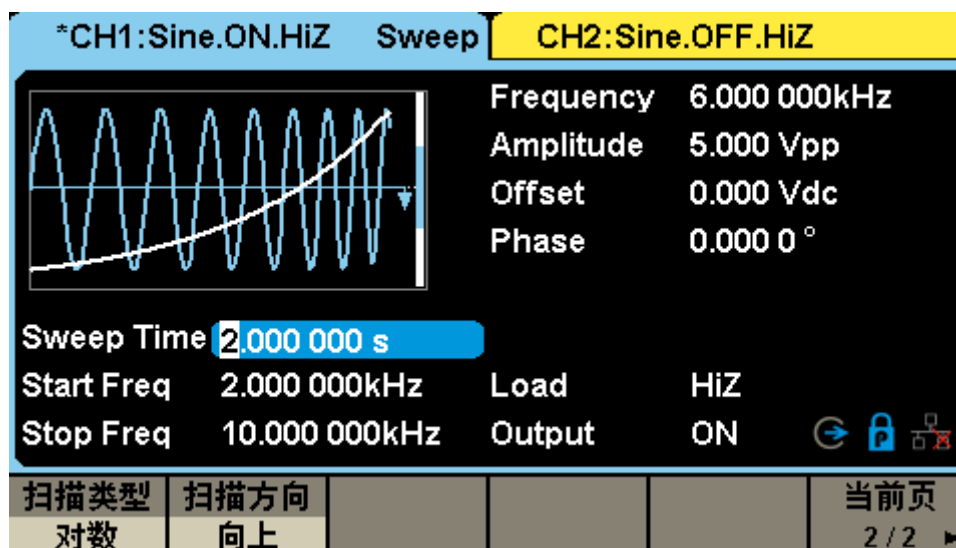 *CH1:Sine.ON.HiZ Sweep CH2:Sine.OFF.HiZ
Frequency 6.000 000kHz
Amplitude 5.000 Vpp
Offset 0.000 Vdc
Phase 0.000 0 °
Sweep Time 2.000 000 s
Start Freq 2.000 000kHz Load HiZ
Stop Freq 10.000 000kHz Output ON
扫描类型 扫描方向 当前页
对数 向上 2/2